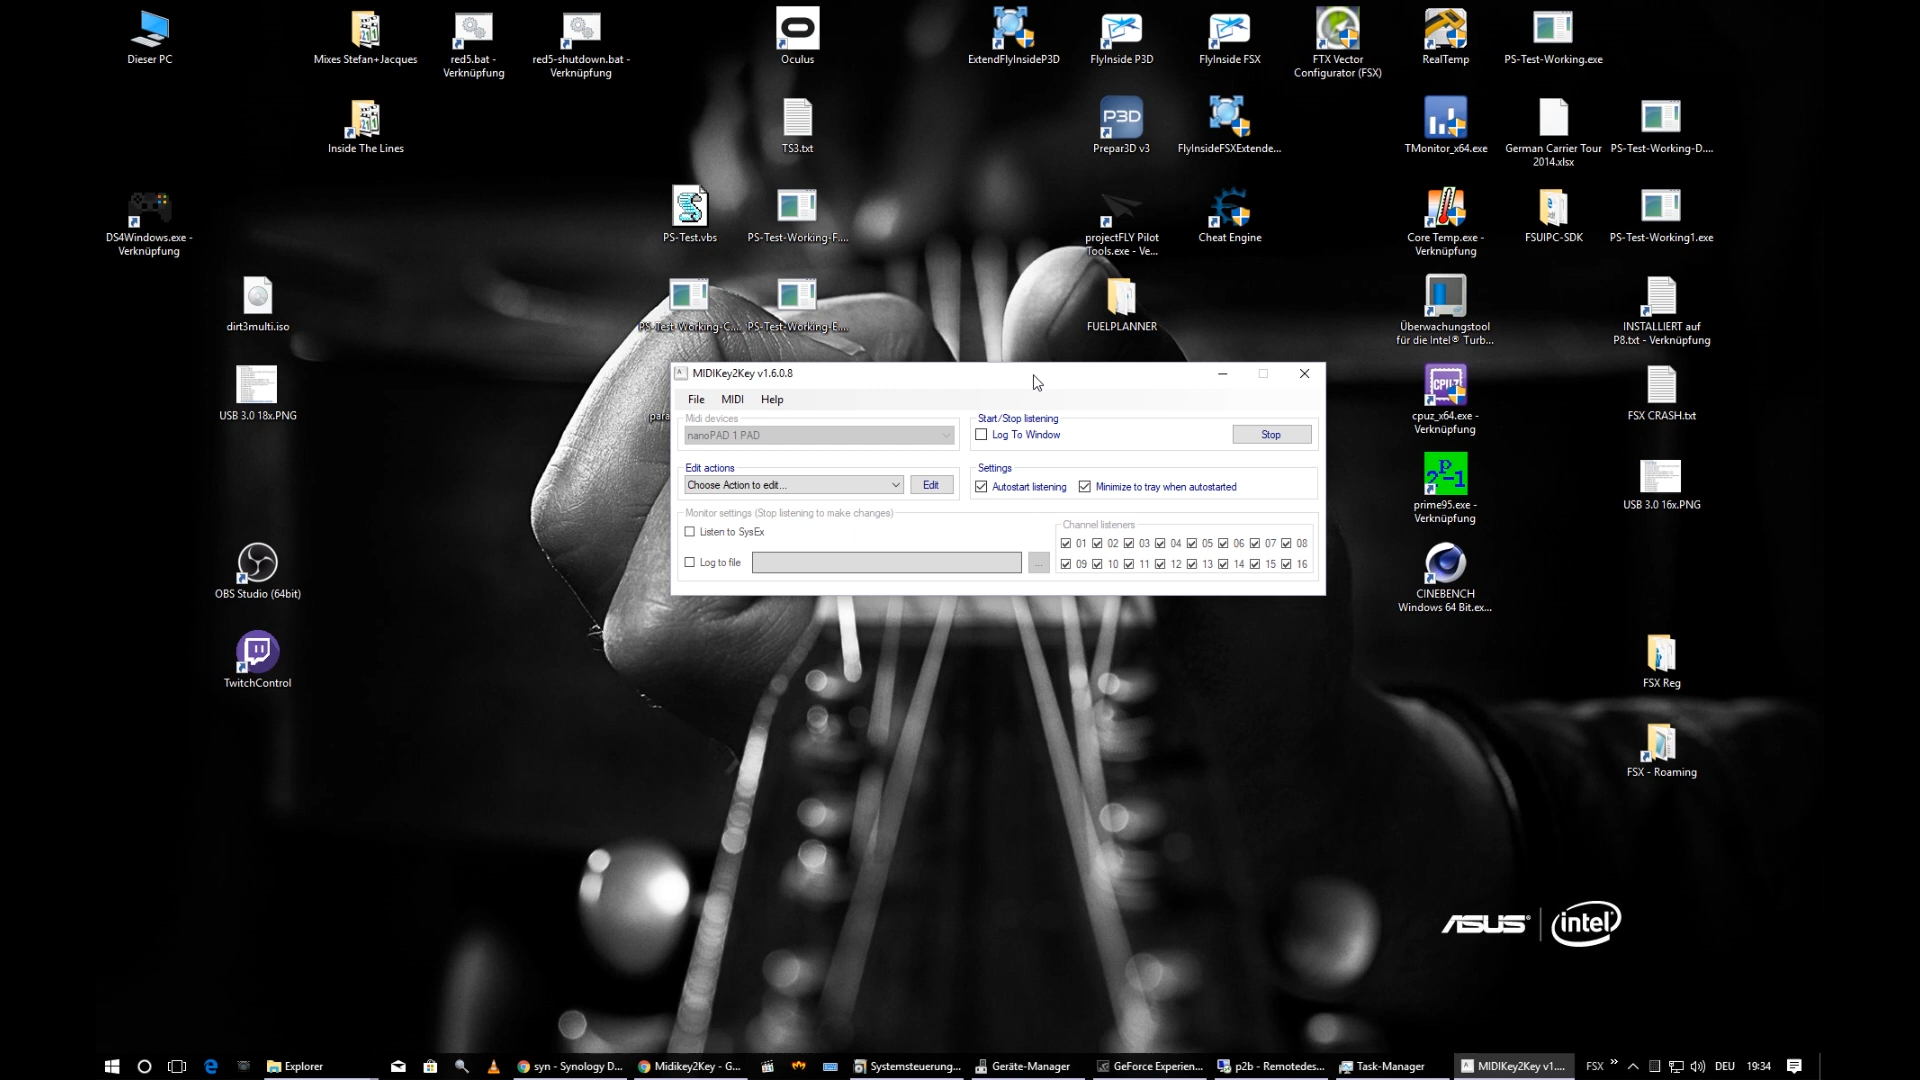 Dieser PC
Mixes Stefan+Jacques
red5.bat -
Verknüpfung
red5-shutdown.bat -
Verknüpfung
Oculus
ExtendFlyInsideP3D
FlyInside P3D
FlyInside FSX
FTX Vector
Configurator (FSX)
RealTemp
PS-Test-Working.exe
Inside The Lines
TS3.txt
P3D
Prepar3D v3
FlyInsideFSXExtende...
TMonitor_x64.exe
German Carrier Tour
2014.xlsx
PS-Test-Working-D....
DS4Windows.exe -
Verknüpfung
PS-Test.vbs
PS-Test-Working-F....
projectFLY Pilot
Tools.exe - Ve...
Cheat Engine
Core Temp.exe -
Verknüpfung
FSUIPC-SDK
PS-Test-Working1.exe
dirt3multi.iso
PS-Test-Working-C....
PS-Test-Working-E....
FUELPLANNER
Überwachungstool
für die Intel® Turb...
INSTALLIERT auf
P8.txt - Verknüpfung
USB 3.0 18x.PNG
para
cpuz_x64.exe -
Verknüpfung
FSX CRASH.txt
MIDIKey2Key v1.6.0.8
File MIDI Help
Midi devices
nanoPAD 1 PAD
Start/Stop listening
Log To Window
Stop
Edit actions
Choose Action to edit...
Edit
Settings
Autostart listening
Minimize to tray when autostarted
Monitor settings (Stop listening to make changes)
Listen to SysEx
Log to file
...
Channel listeners
01 02 03 04 05 06 07 08
09 10 11 12 13 14 15 16
prime95.exe -
Verknüpfung
USB 3.0 16x.PNG
OBS Studio (64bit)
CINEBENCH
Windows 64 Bit.ex...
TwitchControl
FSX Reg
FSX - Roaming
ASUS
intel
Explorer
syn - Synology D...
Midikey2Key - G...
Systemsteuerung...
Geräte-Manager
GeForce Experien...
p2b - Remotedes...
Task-Manager
MIDIKey2Key v1....
FSX
DEU
19:34